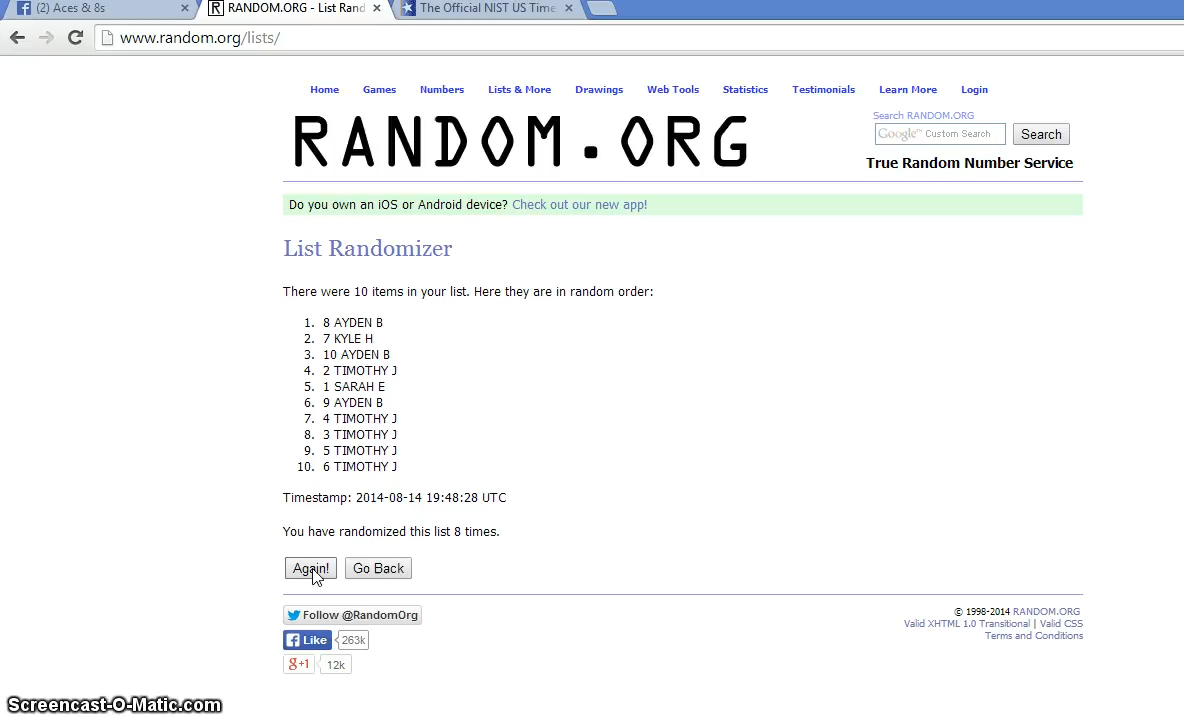 (2) Aces & 8s
RANDOM.ORG - List Rand
The Official NIST US Time
www.random.org/lists/
Home Games Numbers Lists & More Drawings Web Tools Statistics Testimonials Learn More Login
RANDOM.ORG
Search RANDOM.ORG
Google™ Custom Search
Search
True Random Number Service
Do you own an iOS or Android device? Check out our new app!
List Randomizer
There were 10 items in your list. Here they are in random order:
1. 8 AYDEN B
2. 7 KYLE H
3. 10 AYDEN B
4. 2 TIMOTHY J
5. 1 SARAH E
6. 9 AYDEN B
7. 4 TIMOTHY J
8. 3 TIMOTHY J
9. 5 TIMOTHY J
10. 6 TIMOTHY J
Timestamp: 2014-08-14 19:48:28 UTC
You have randomized this list 8 times.
Again! Go Back
Follow @RandomOrg
Like 263k
g+1 12k
© 1998-2014 RANDOM.ORG
Valid XHTML 1.0 Transitional | Valid CSS
Terms and Conditions
Screencast-O-Matic.com